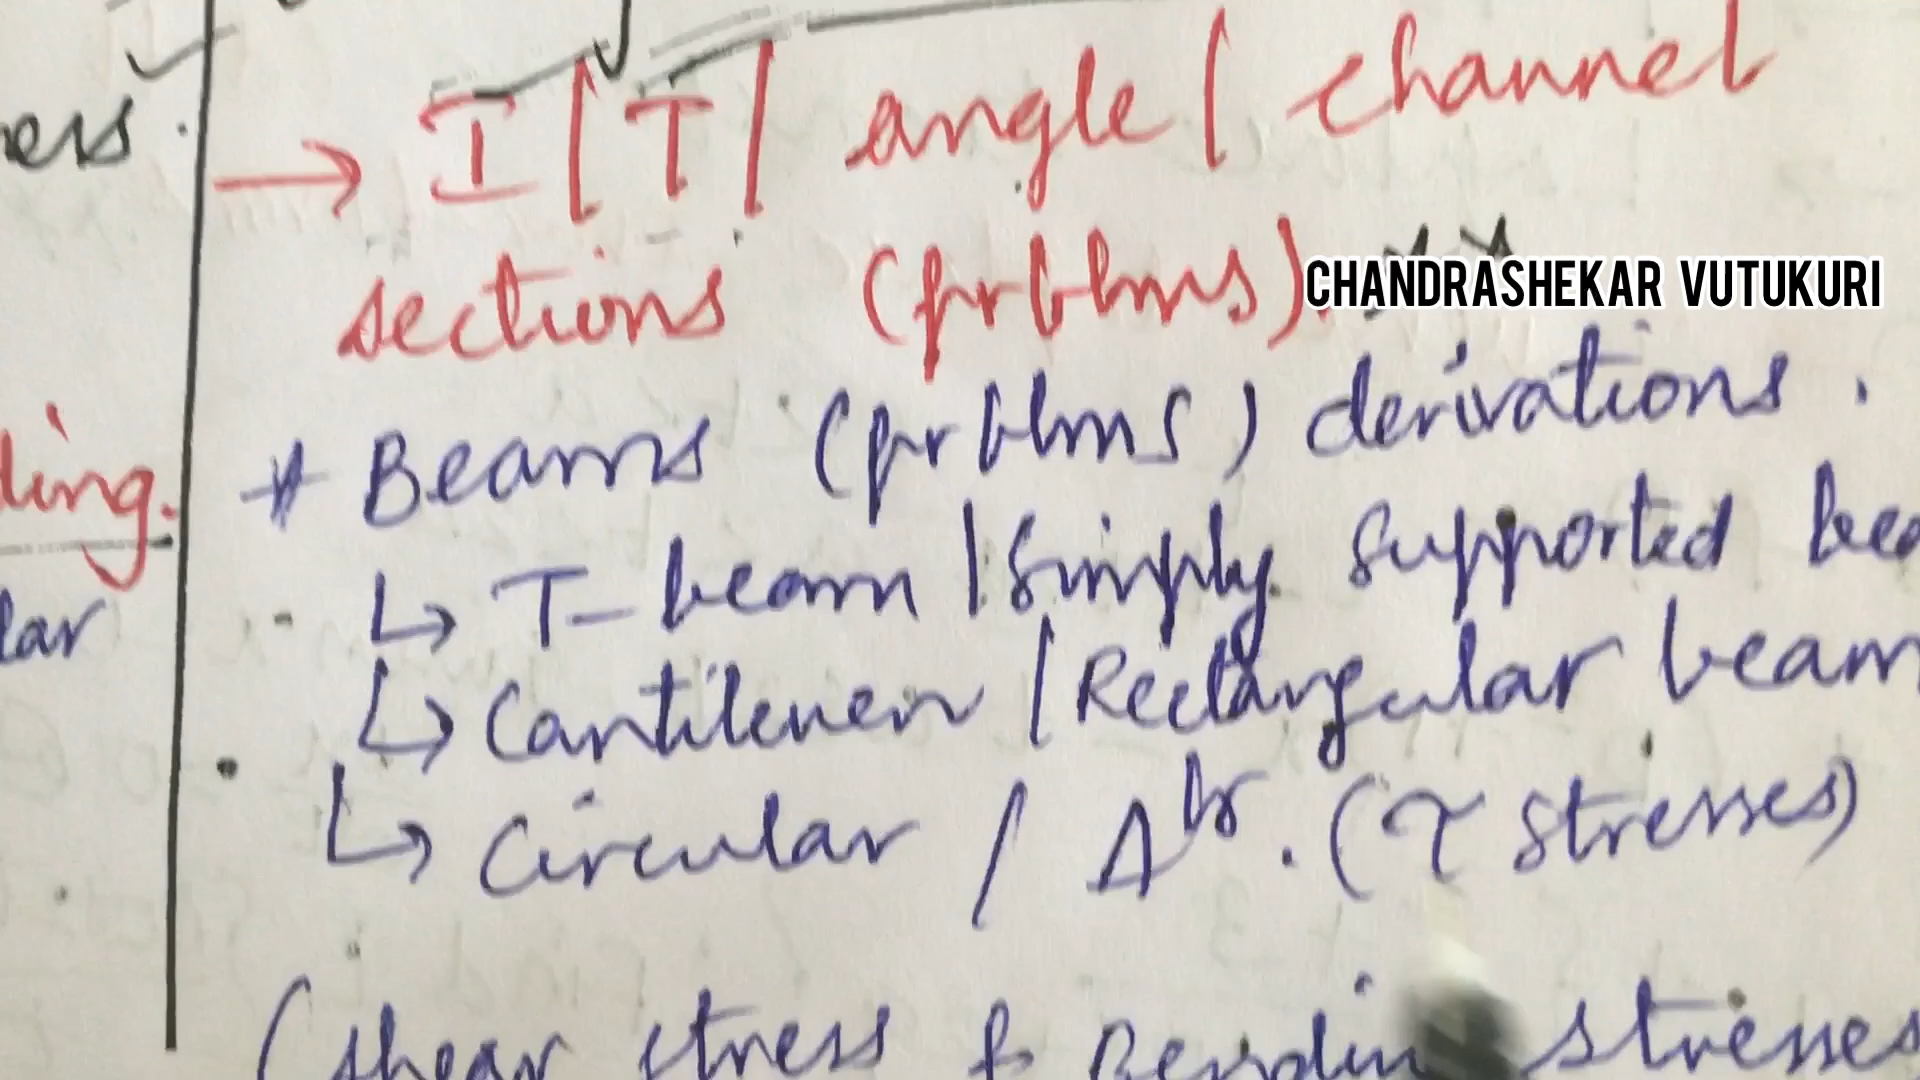 ners.
→ I / T / angle / channel
sections (prblms).
CHANDRASHEKAR VUTUKURI
ding.
* Beams (prblms) derivations.
↳ T-beam / Simply supported bea
lar
↳ Cantilever / Rectangular beam
↳ Circular / Δlr. (τ stresses)
(Shear stress & Bending stresses